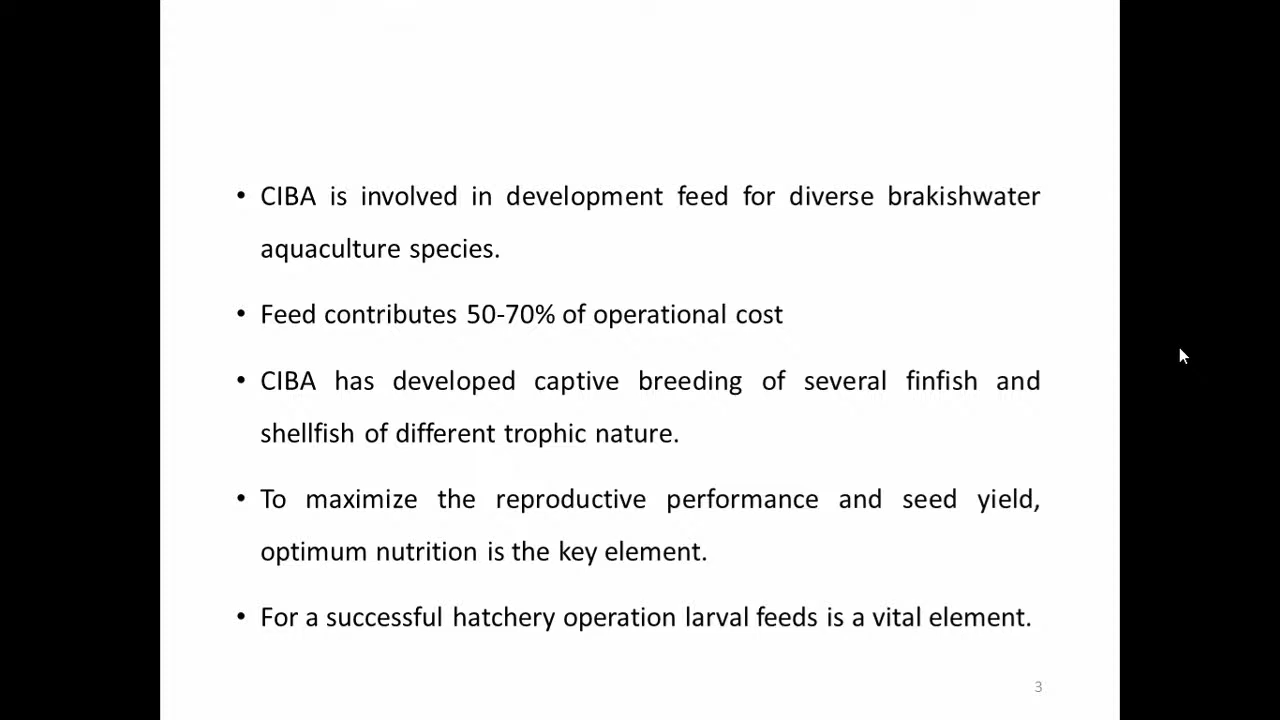 • CIBA is involved in development feed for diverse brakishwater
aquaculture species.
• Feed contributes 50-70% of operational cost
• CIBA has developed captive breeding of several finfish and
shellfish of different trophic nature.
• To maximize the reproductive performance and seed yield,
optimum nutrition is the key element.
• For a successful hatchery operation larval feeds is a vital element.
3